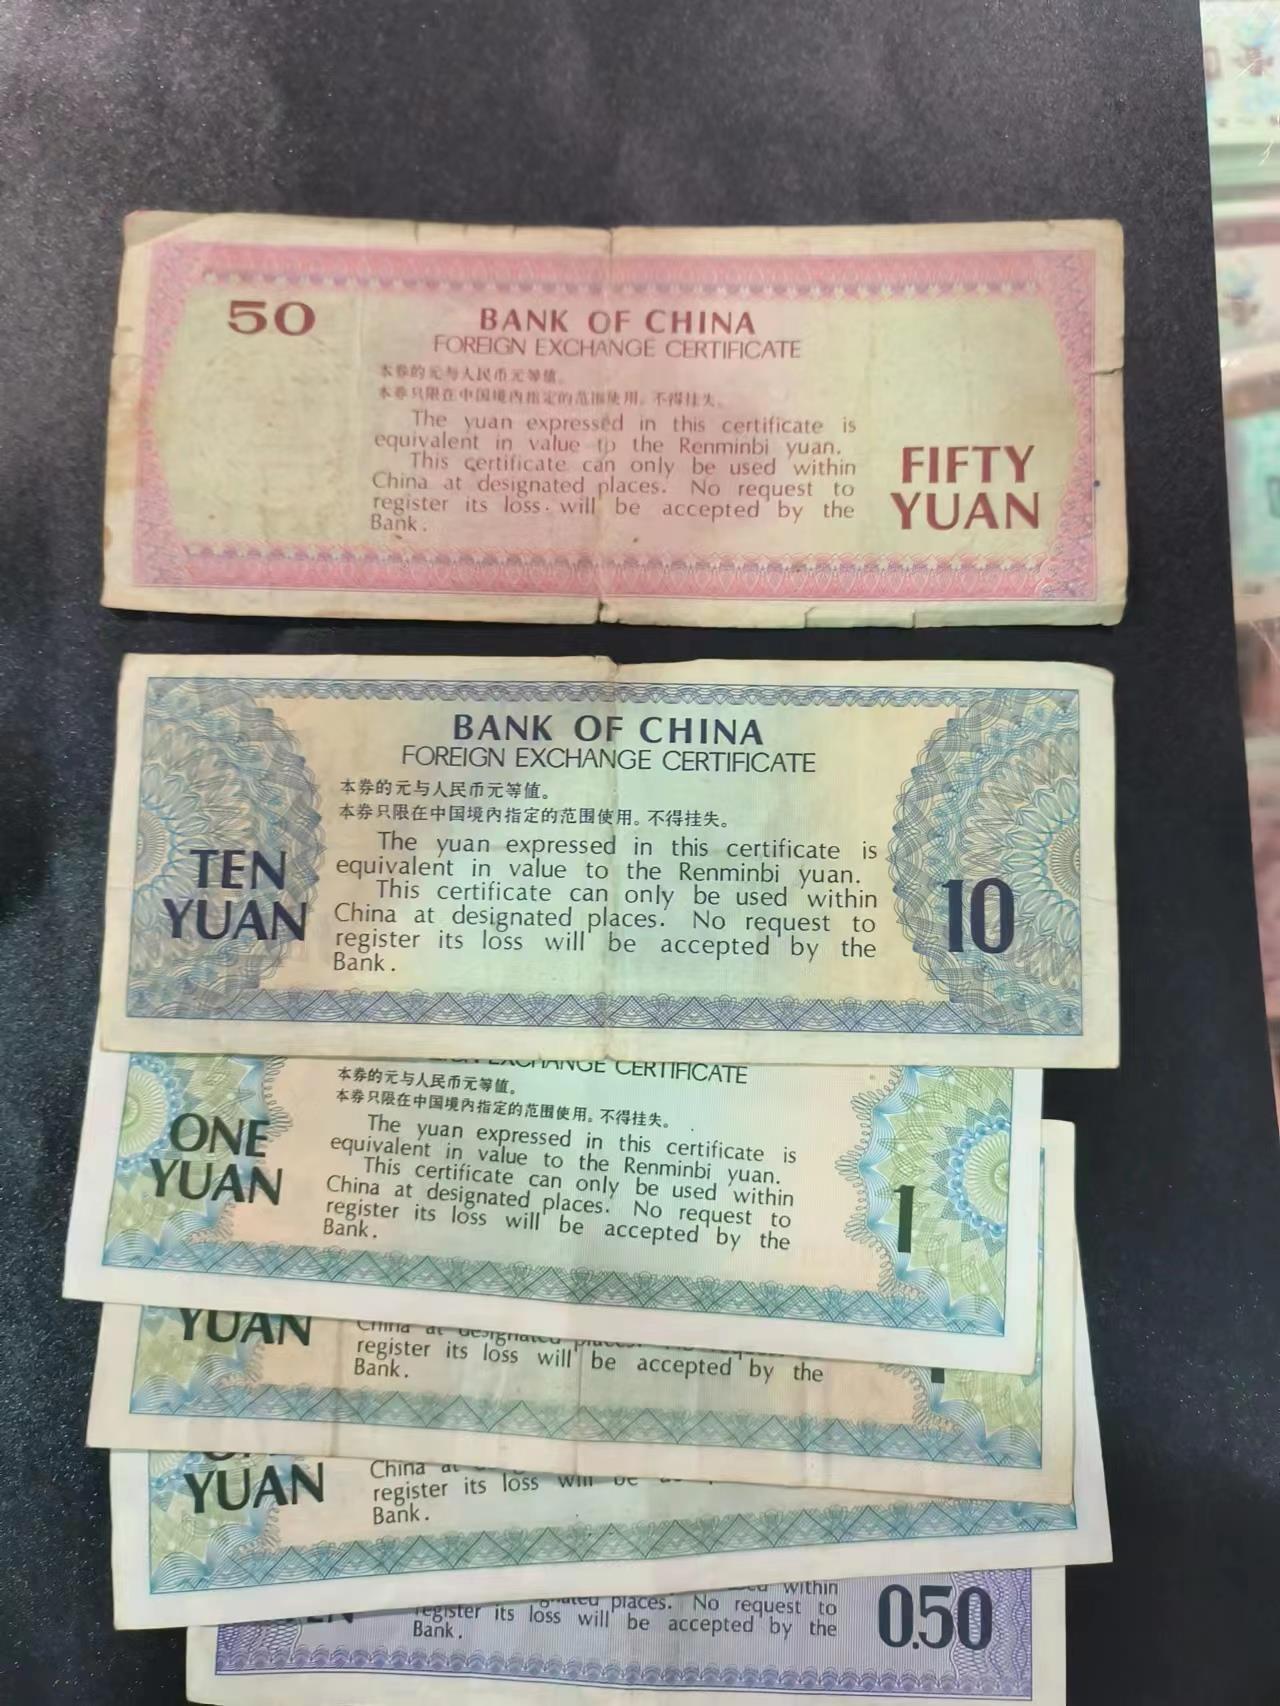 50
BANK OF CHINA
FOREIGN EXCHANGE CERTIFICATE
本券的元与人民币元等值。
本券只限在中国境内指定的范围使用。不得挂失。
The yuan expressed in this certificate is
equivalent in value to the Renminbi yuan.
This certificate can only be used within
China at designated places. No request to
register its loss will be accepted by the
Bank.
FIFTY
YUAN
BANK OF CHINA
FOREIGN EXCHANGE CERTIFICATE
本券的元与人民币元等值。
本券只限在中国境内指定的范围使用。不得挂失。
The yuan expressed in this certificate is
equivalent in value to the Renminbi yuan.
This certificate can only be used within
China at designated places. No request to
register its loss will be accepted by the
Bank.
TEN
YUAN
10
EXCHANGE CERTIFICATE
本券的元与人民币元等值。
本券只限在中国境内指定的范围使用。不得挂失。
The yuan expressed in this certificate is
equivalent in value to the Renminbi yuan.
This certificate can only be used within
China at designated places. No request to
register its loss will be accepted by the
Bank.
ONE
YUAN
1
YUAN
China at designated places.
register its loss will be accepted by the
Bank.
YUAN
China at
register its loss will be
Bank.
within
places. No request to
register its loss will be accepted by the
Bank.
0.50